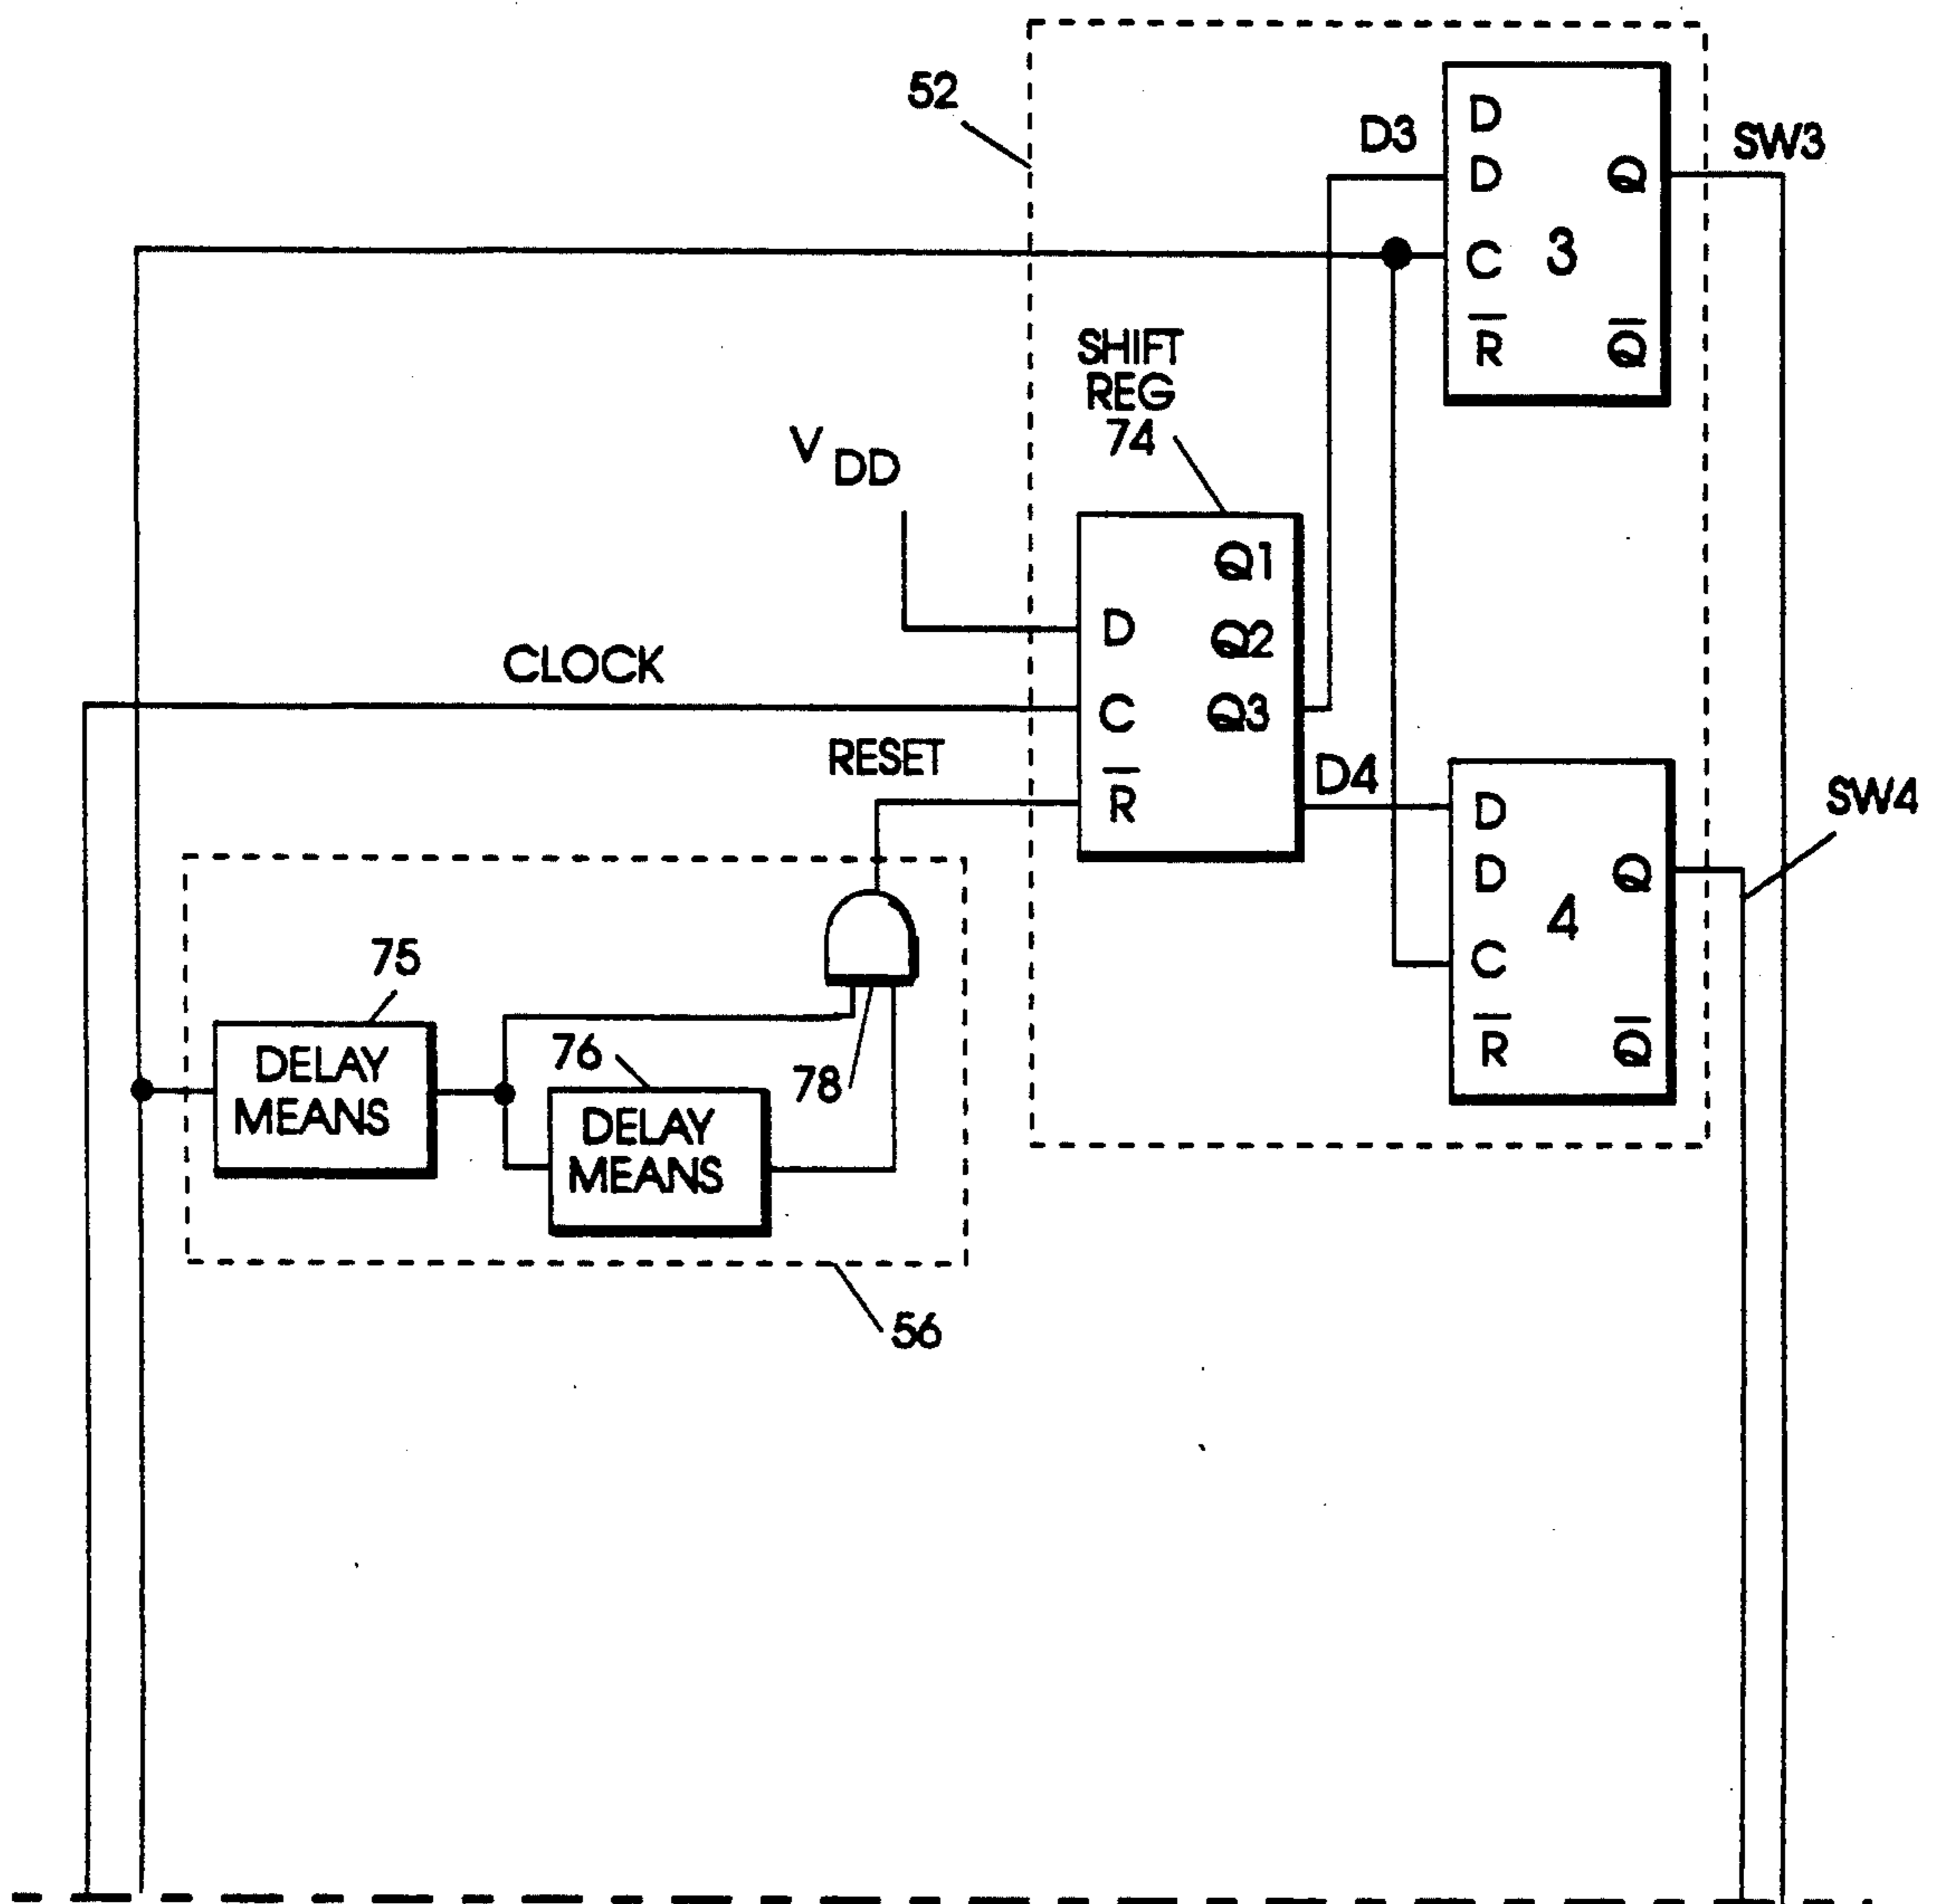 52
D3
SW3
D
D
Q
C
3
R̅
Q̅
SHIFT
REG
74
V DD
Q1
D
Q2
CLOCK
C
Q3
RESET
R̅
D4
SW4
D
D
Q
4
C
R̅
Q̅
75
DELAY
MEANS
76
78
DELAY
MEANS
56